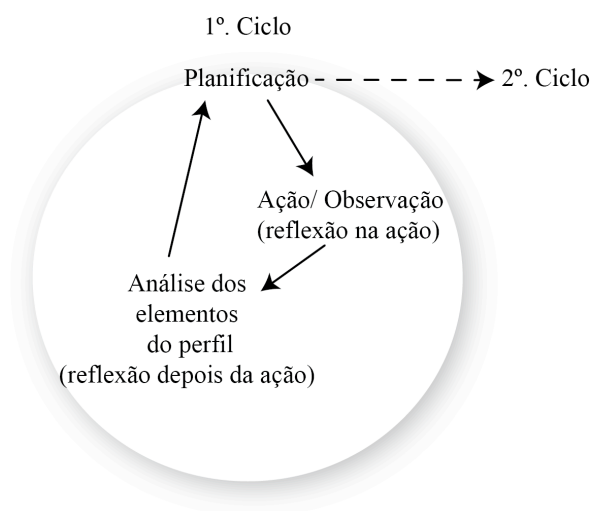 1º. Ciclo
Planificação
2º. Ciclo
Ação/ Observação
(reflexão na ação)
Análise dos
elementos
do perfil
(reflexão depois da ação)